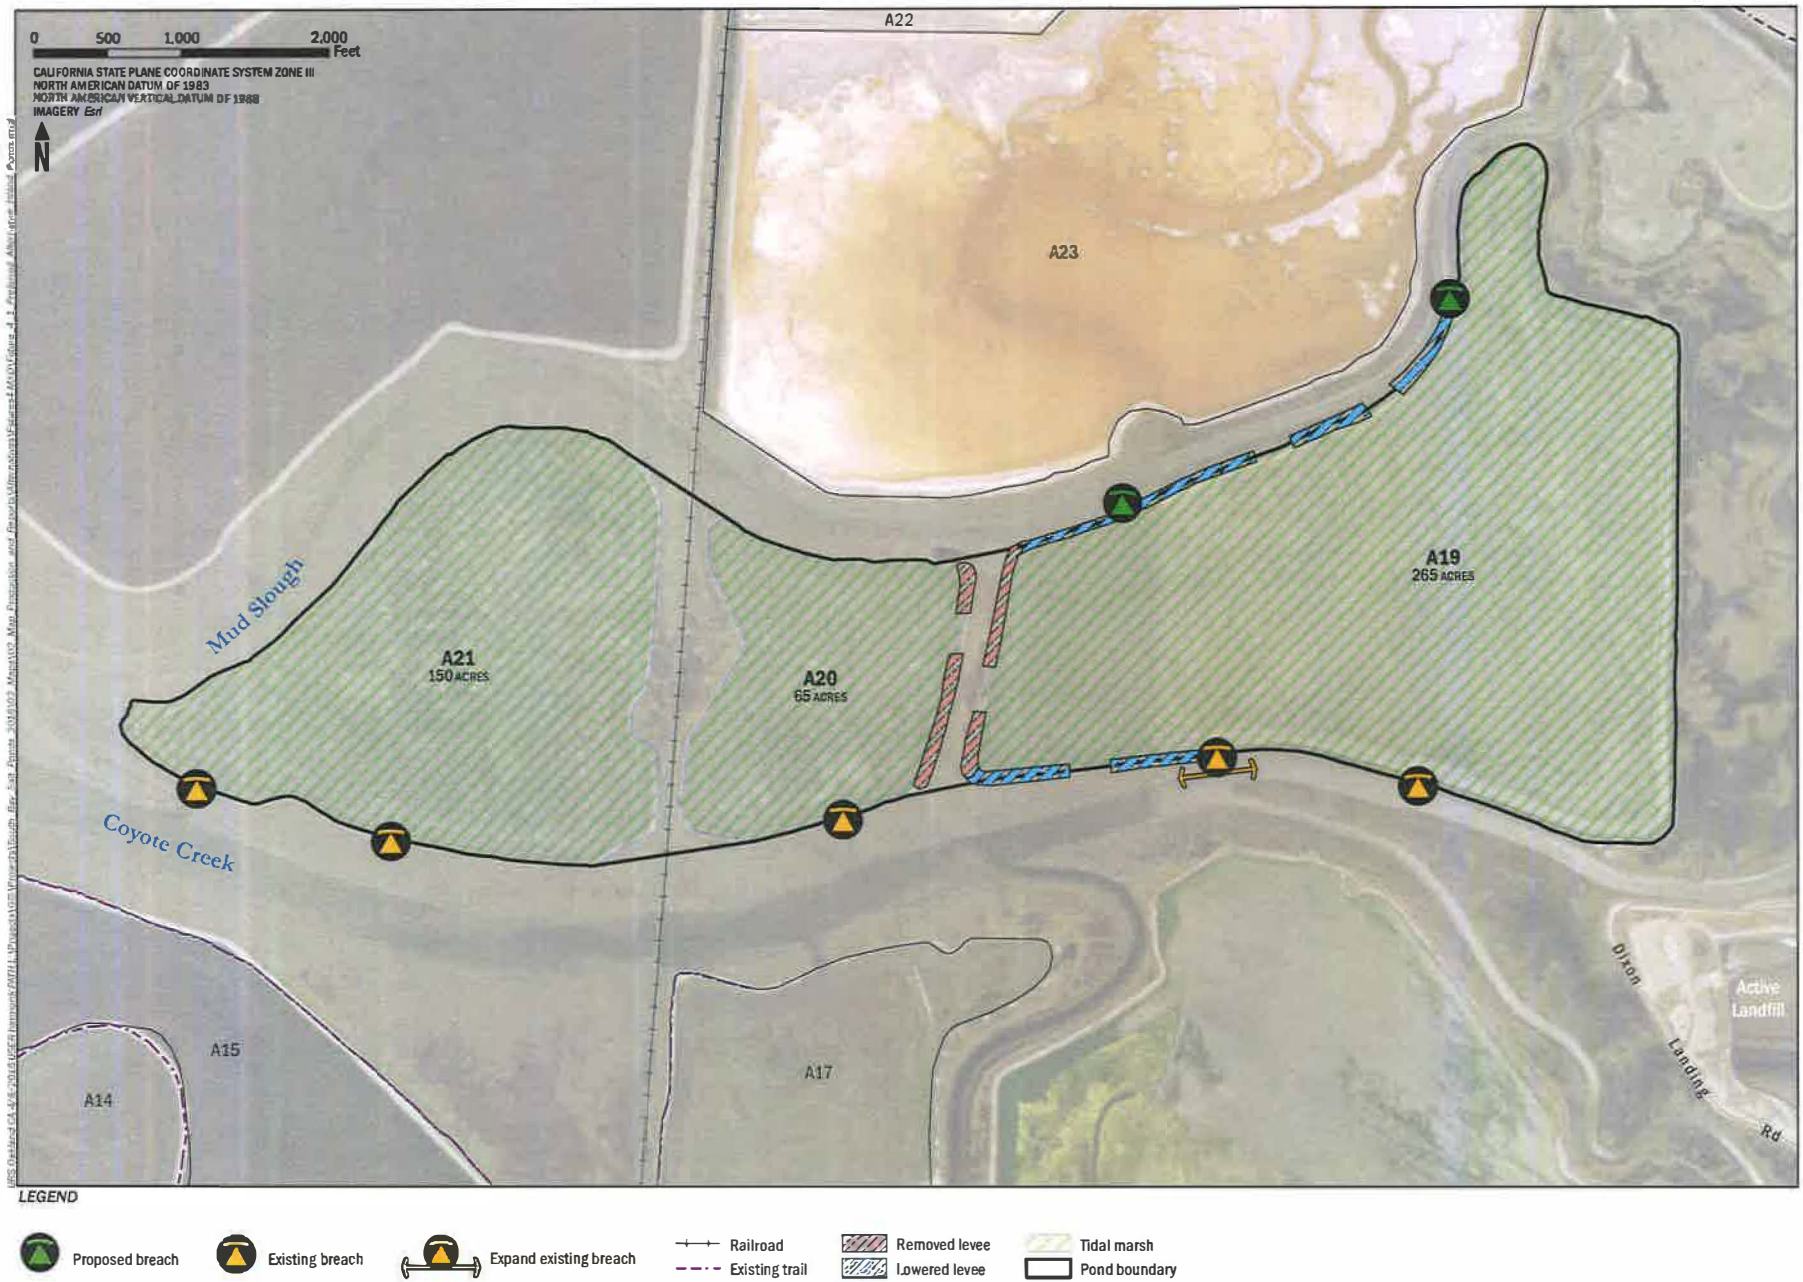 A22
0 500 1,000 2,000
Feet
CALIFORNIA STATE PLANE COORDINATE SYSTEM ZONE III
NORTH AMERICAN DATUM OF 1983
NORTH AMERICAN VERTICAL DATUM OF 1988
IMAGERY Esri
N
A23
A19
265 ACRES
Mud Slough
A21
150 ACRES
A20
65 ACRES
Coyote Creek
Dixon
Landing
Rd
Active
Landfill
A15
A14
A17
LEGEND
Proposed breach
Existing breach
Expand existing breach
Railroad
Existing trail
Removed levee
Lowered levee
Tidal marsh
Pond boundary